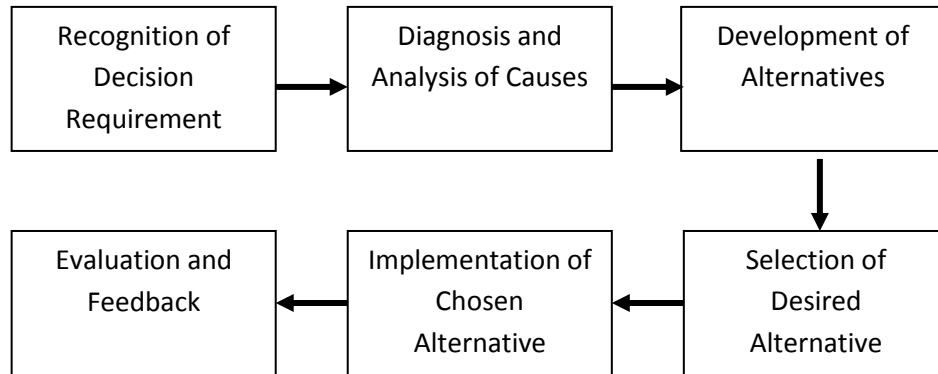 Recognition of
Decision
Requirement
Diagnosis and
Analysis of Causes
Development of
Alternatives
Evaluation and
Feedback
Implementation of
Chosen
Alternative
Selection of
Desired
Alternative